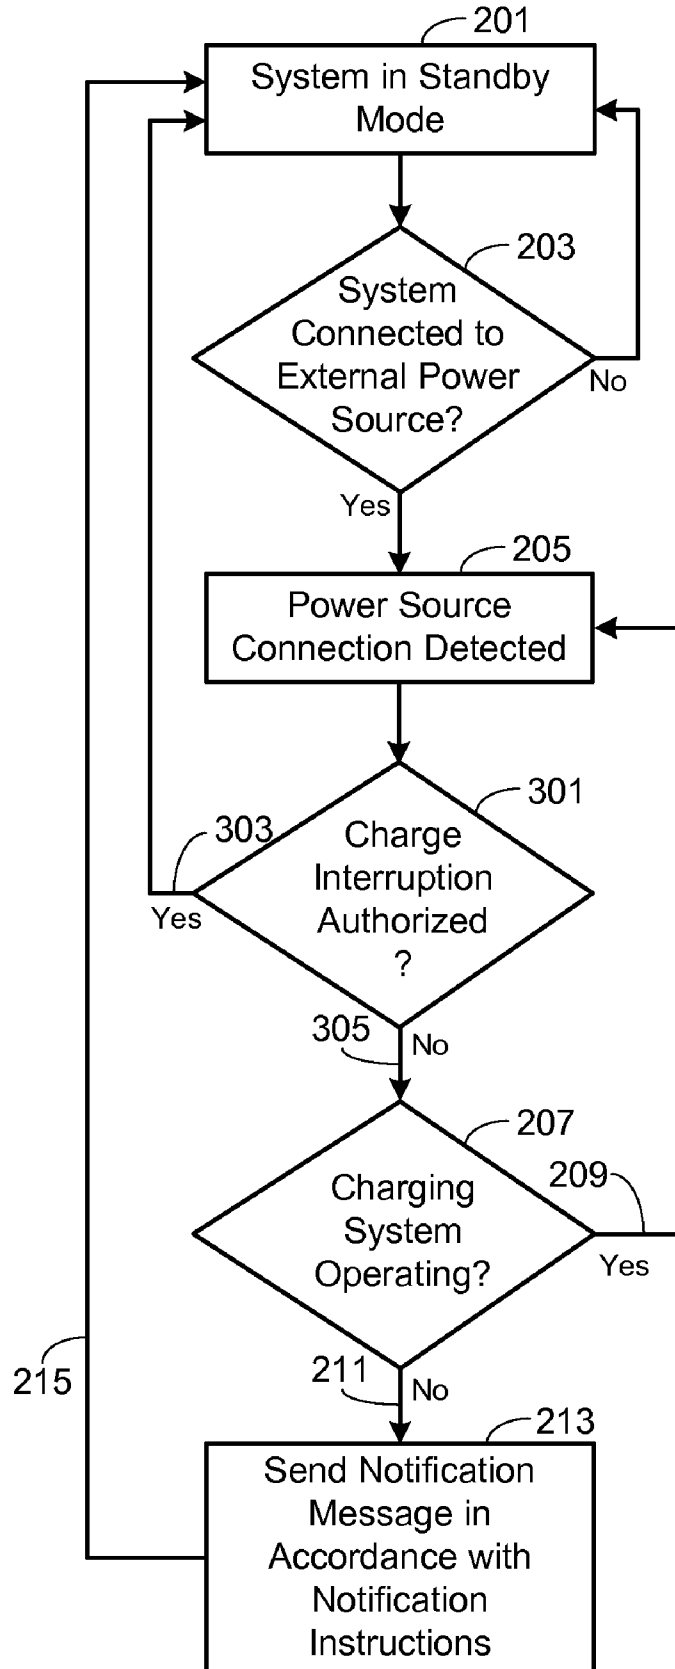 201
System in Standby
Mode
203
System
Connected to
External Power
Source?
No
Yes
205
Power Source
Connection Detected
301
303
Charge
Interruption
Authorized
?
Yes
305
No
207
209
Charging
System
Operating?
Yes
215
211
No
213
Send Notification
Message in
Accordance with
Notification
Instructions